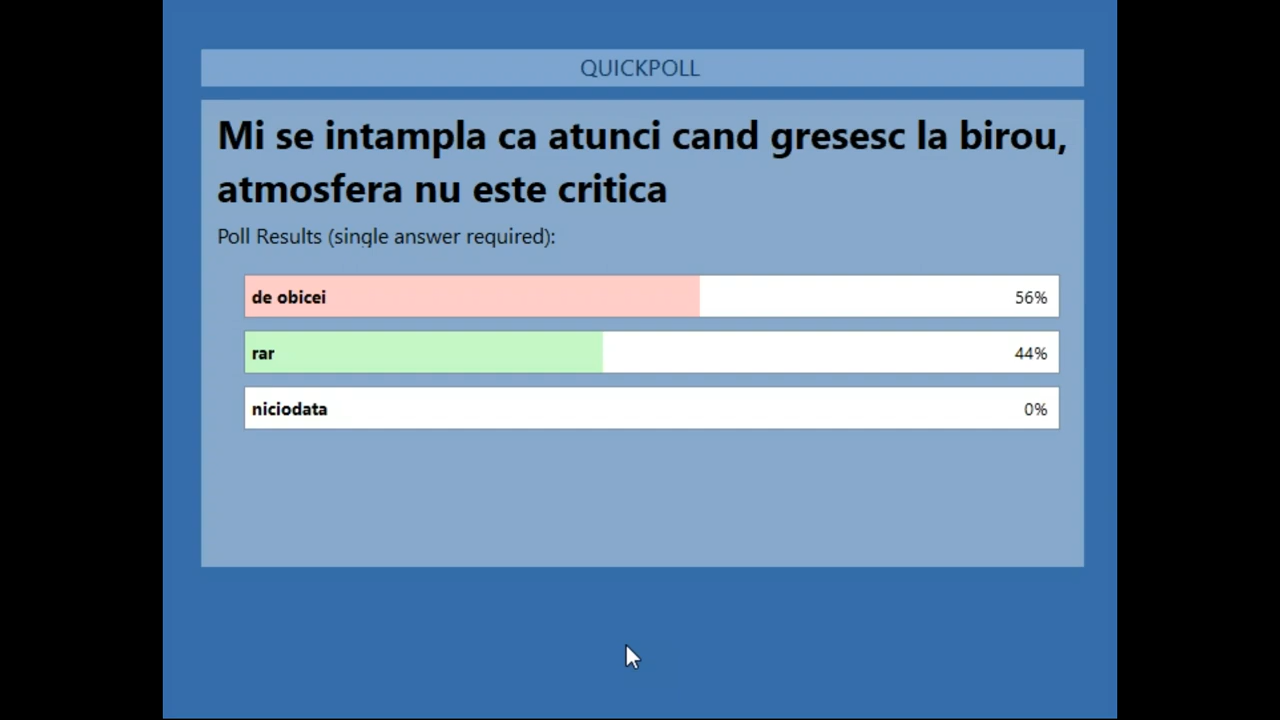 QUICKPOLL
Mi se intampla ca atunci cand gresesc la birou,
atmosfera nu este critica
Poll Results (single answer required):
de obicei 56%
rar 44%
niciodata 0%